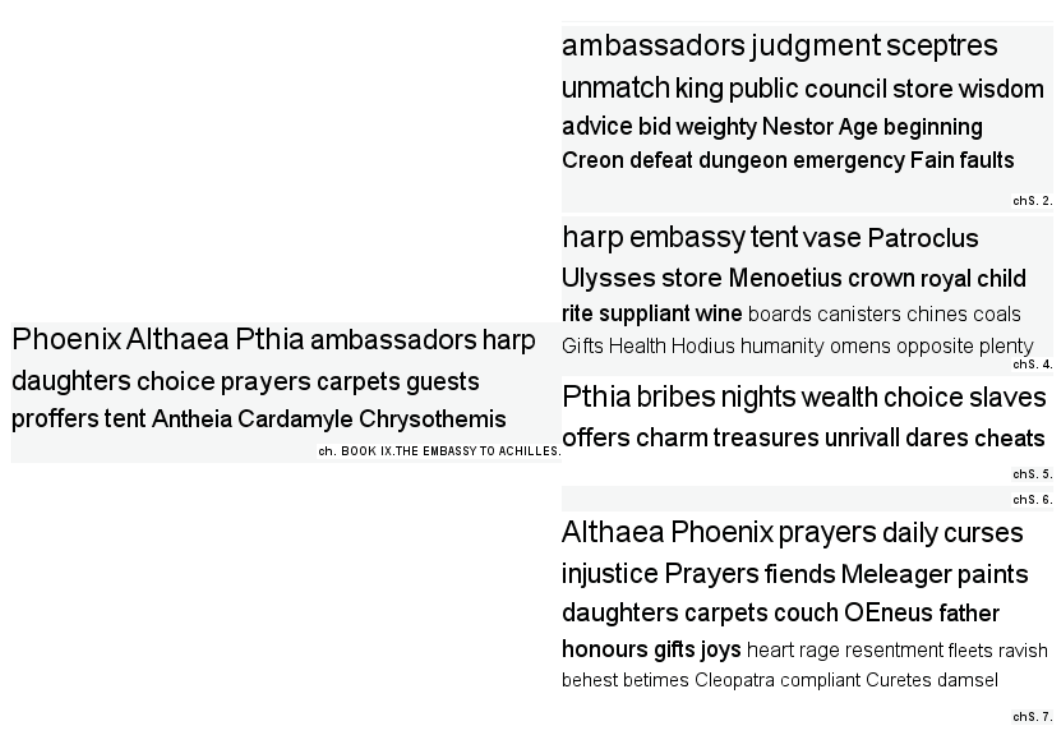 Phoenix Althaea Pthia ambassadors harp
daughters choice prayers carpets guests
proffers tent Antheia Cardamyle Chrysothemis
ch. BOOK IX.THE EMBASSY TO ACHILLES.
ambassadors judgment sceptres
unmatch king public council store wisdom
advice bid weighty Nestor Age beginning
Creon defeat dungeon emergency Fain faults
chS. 2.
harp embassy tent vase Patroclus
Ulysses store Menoetius crown royal child
rite suppliant wine boards canisters chines coals
Gifts Health Hodius humanity omens opposite plenty
chS. 4.
Pthia bribes nights wealth choice slaves
offers charm treasures unrivall dares cheats
chS. 5.
chS. 6.
Althaea Phoenix prayers daily curses
injustice Prayers fiends Meleager paints
daughters carpets couch OEneus father
honours gifts joys heart rage resentment fleets ravish
behest betimes Cleopatra compliant Curetes damsel
chS. 7.